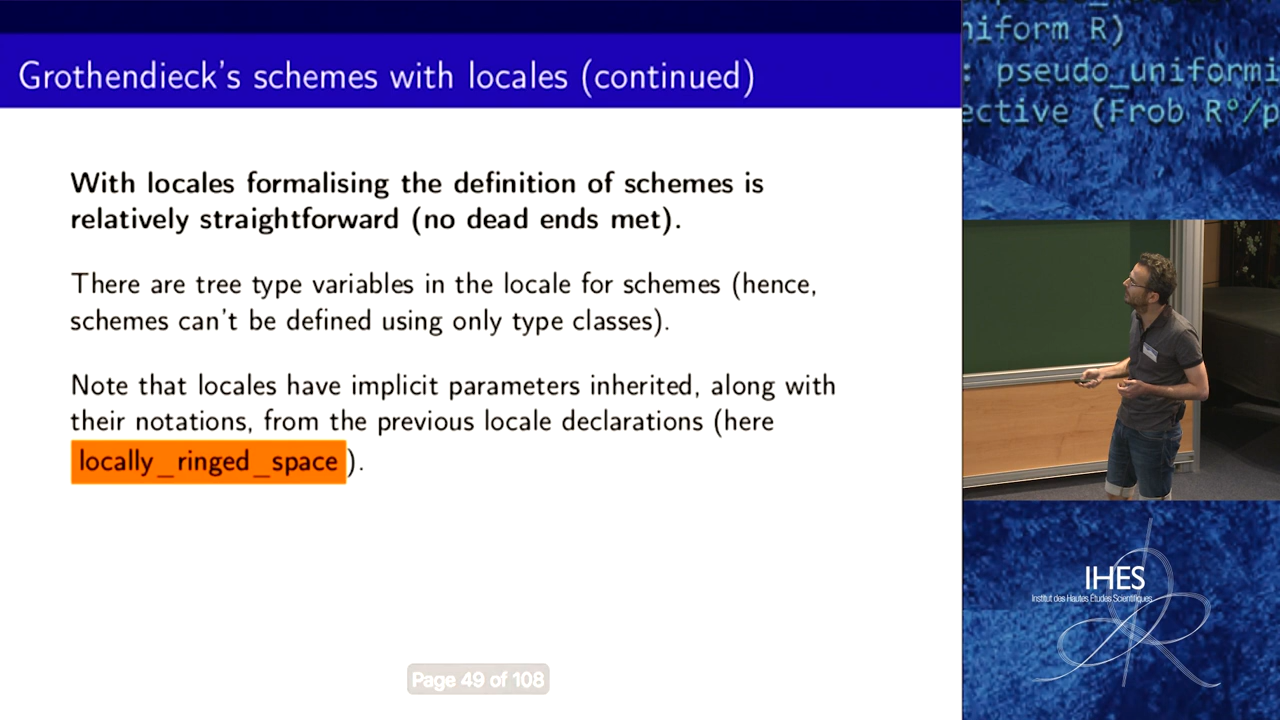 Grothendieck's schemes with locales (continued)
With locales formalising the definition of schemes is
relatively straightforward (no dead ends met).
There are tree type variables in the locale for schemes (hence,
schemes can't be defined using only type classes).
Note that locales have implicit parameters inherited, along with
their notations, from the previous locale declarations (here
locally_ringed_space).
Page 49 of 108
niform R)
: pseudo_uniformi
ective (Frob R°/p
IHES
Institut des Hautes Études Scientifiques